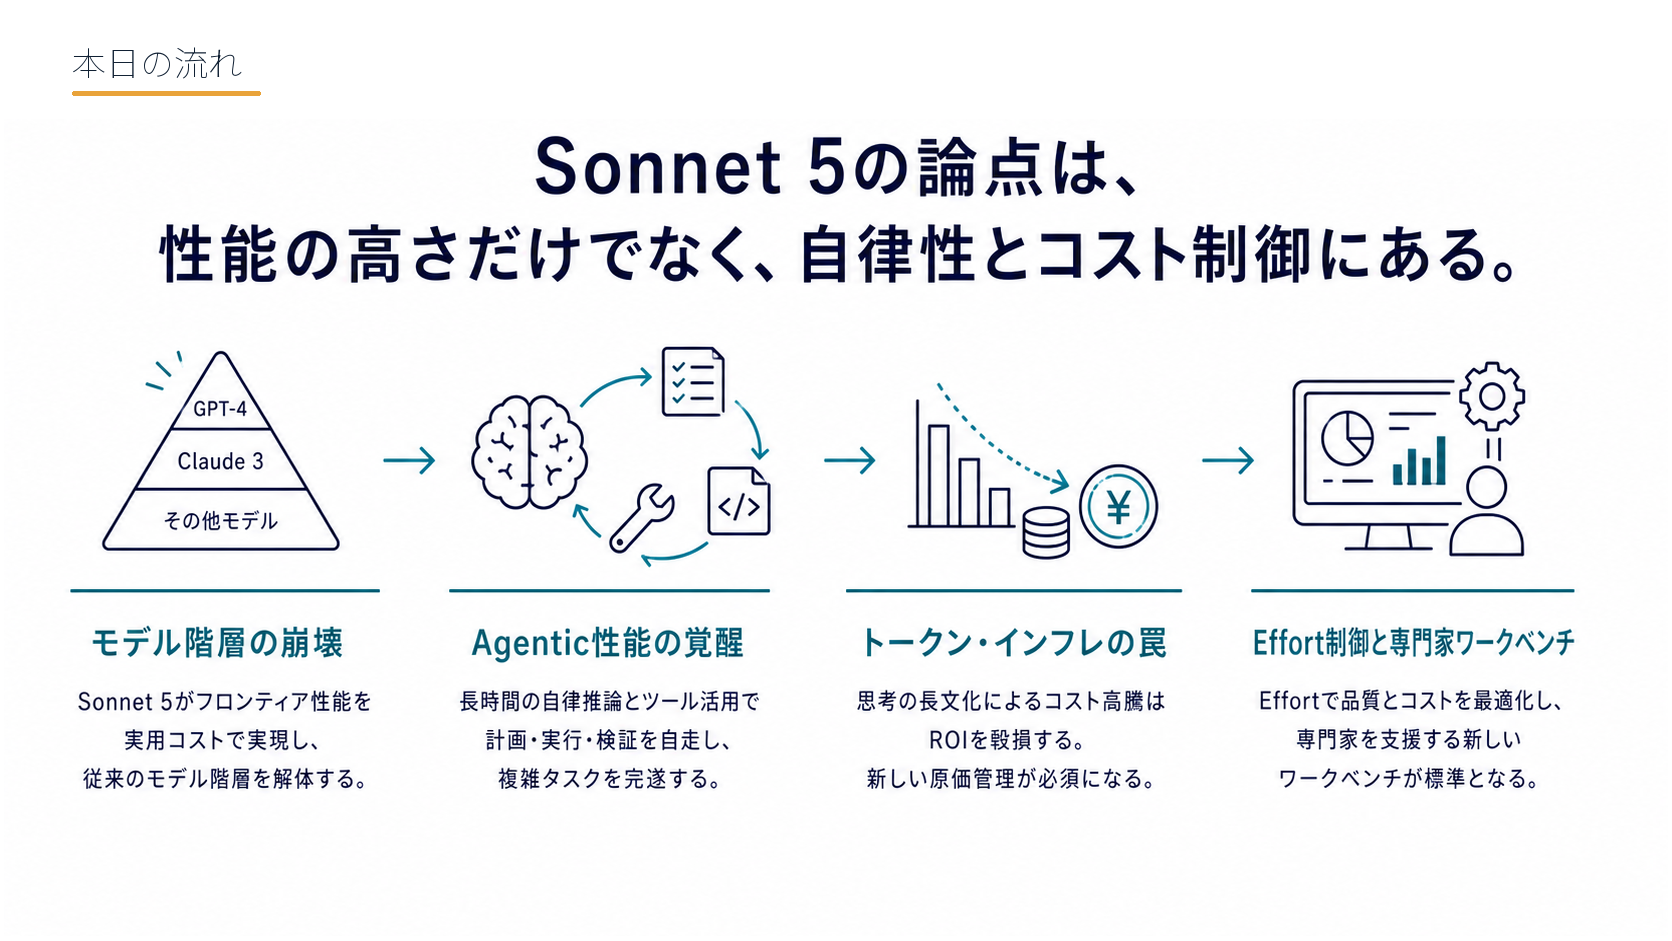 本日の流れ
Sonnet 5の論点は、
性能の高さだけでなく、自律性とコスト制御にある。
GPT-4
Claude 3
その他モデル
</>
¥
モデル階層の崩壊
Sonnet 5がフロンティア性能を
実用コストで実現し、
従来のモデル階層を解体する。
Agentic性能の覚醒
長時間の自律推論とツール活用で
計画・実行・検証を自走し、
複雑タスクを完遂する。
トークン・インフレの罠
思考の長文化によるコスト高騰は
ROIを毀損する。
新しい原価管理が必須になる。
Effort制御と専門家ワークベンチ
Effortで品質とコストを最適化し、
専門家を支援する新しい
ワークベンチが標準となる。